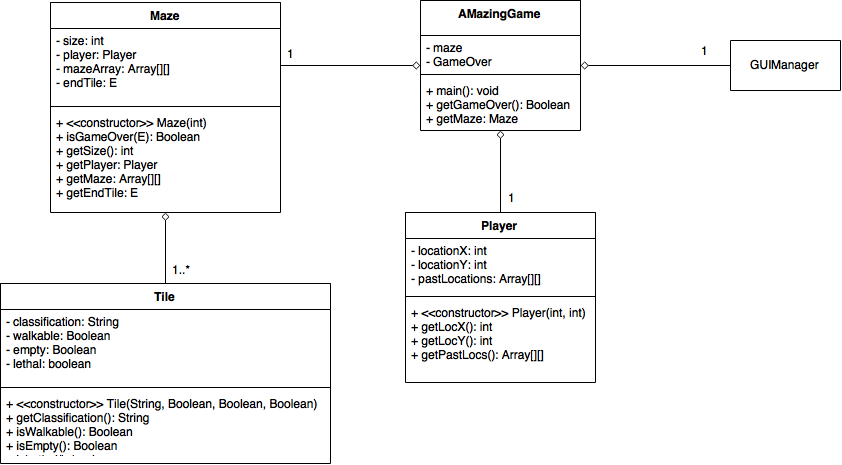 Maze
- size: int
- player: Player
- mazeArray: Array[][]
- endTile: E
+ <<constructor>> Maze(int)
+ isGameOver(E): Boolean
+ getSize(): int
+ getPlayer: Player
+ getMaze: Array[][]
+ getEndTile: E
1
AMazingGame
- maze
- GameOver
+ main(): void
+ getGameOver(): Boolean
+ getMaze: Maze
1
GUIManager
1
Player
- locationX: int
- locationY: int
- pastLocations: Array[][]
+ <<constructor>> Player(int, int)
+ getLocX(): int
+ getLocY(): int
+ getPastLocs(): Array[][]
1..*
Tile
- classification: String
- walkable: Boolean
- empty: Boolean
- lethal: boolean
+ <<constructor>> Tile(String, Boolean, Boolean, Boolean)
+ getClassification(): String
+ isWalkable(): Boolean
+ isEmpty(): Boolean